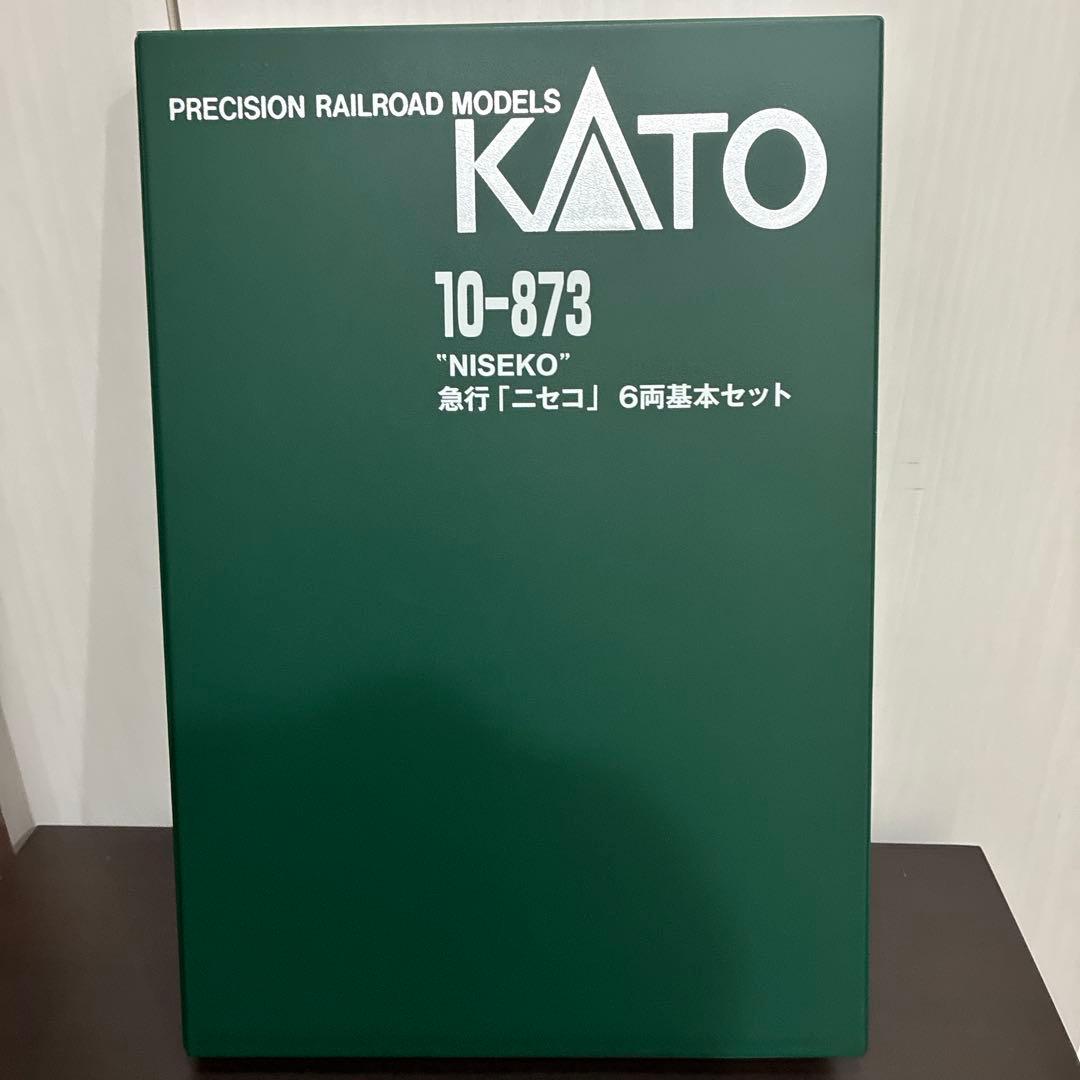 PRECISION RAILROAD MODELS
KATO
10-873
"NISEKO"
急行「ニセコ」 6両基本セット